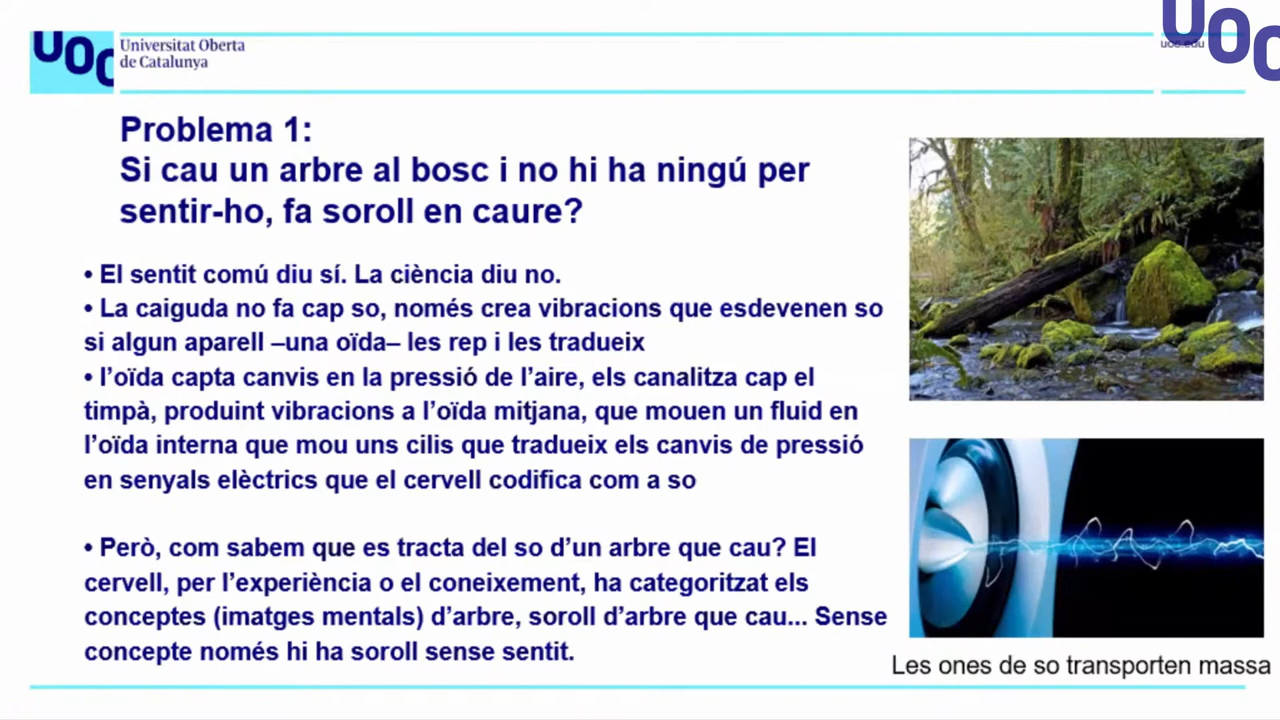 UOC
Universitat Oberta
de Catalunya
uoc.edu
UOC
Problema 1:
Si cau un arbre al bosc i no hi ha ningú per
sentir-ho, fa soroll en caure?
• El sentit comú diu sí. La ciència diu no.
• La caiguda no fa cap so, només crea vibracions que esdevenen so
si algun aparell –una oïda– les rep i les tradueix
• l’oïda capta canvis en la pressió de l’aire, els canalitza cap el
timpà, produint vibracions a l’oïda mitjana, que mouen un fluid en
l’oïda interna que mou uns cilis que tradueix els canvis de pressió
en senyals elèctrics que el cervell codifica com a so
• Però, com sabem que es tracta del so d’un arbre que cau? El
cervell, per l’experiència o el coneixement, ha categoritzat els
conceptes (imatges mentals) d’arbre, soroll d’arbre que cau... Sense
concepte només hi ha soroll sense sentit.
Les ones de so transporten massa